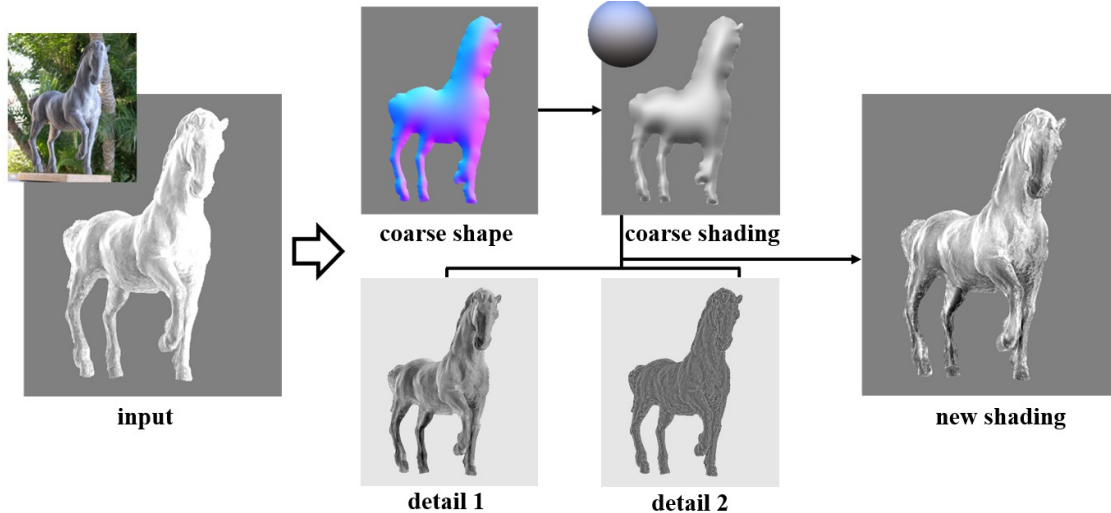 coarse shape
coarse shading
input
new shading
detail 1
detail 2